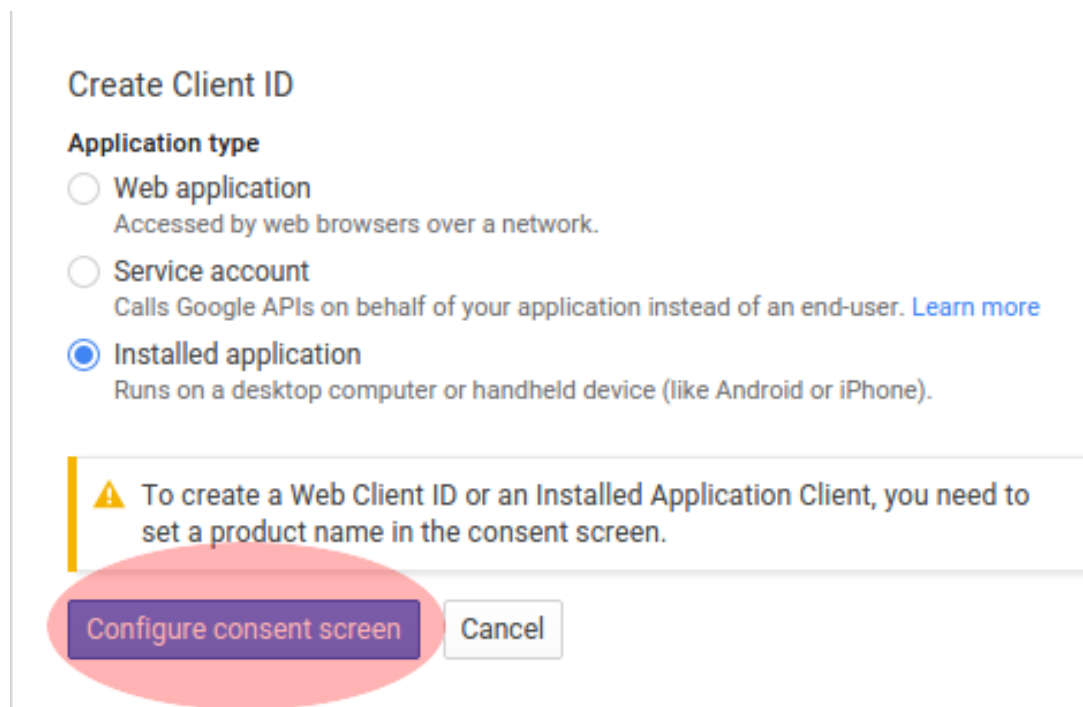 Create Client ID
Application type
Web application
Accessed by web browsers over a network.
Service account
Calls Google APIs on behalf of your application instead of an end-user. Learn more
Installed application
Runs on a desktop computer or handheld device (like Android or iPhone).
To create a Web Client ID or an Installed Application Client, you need to
set a product name in the consent screen.
Configure consent screen Cancel